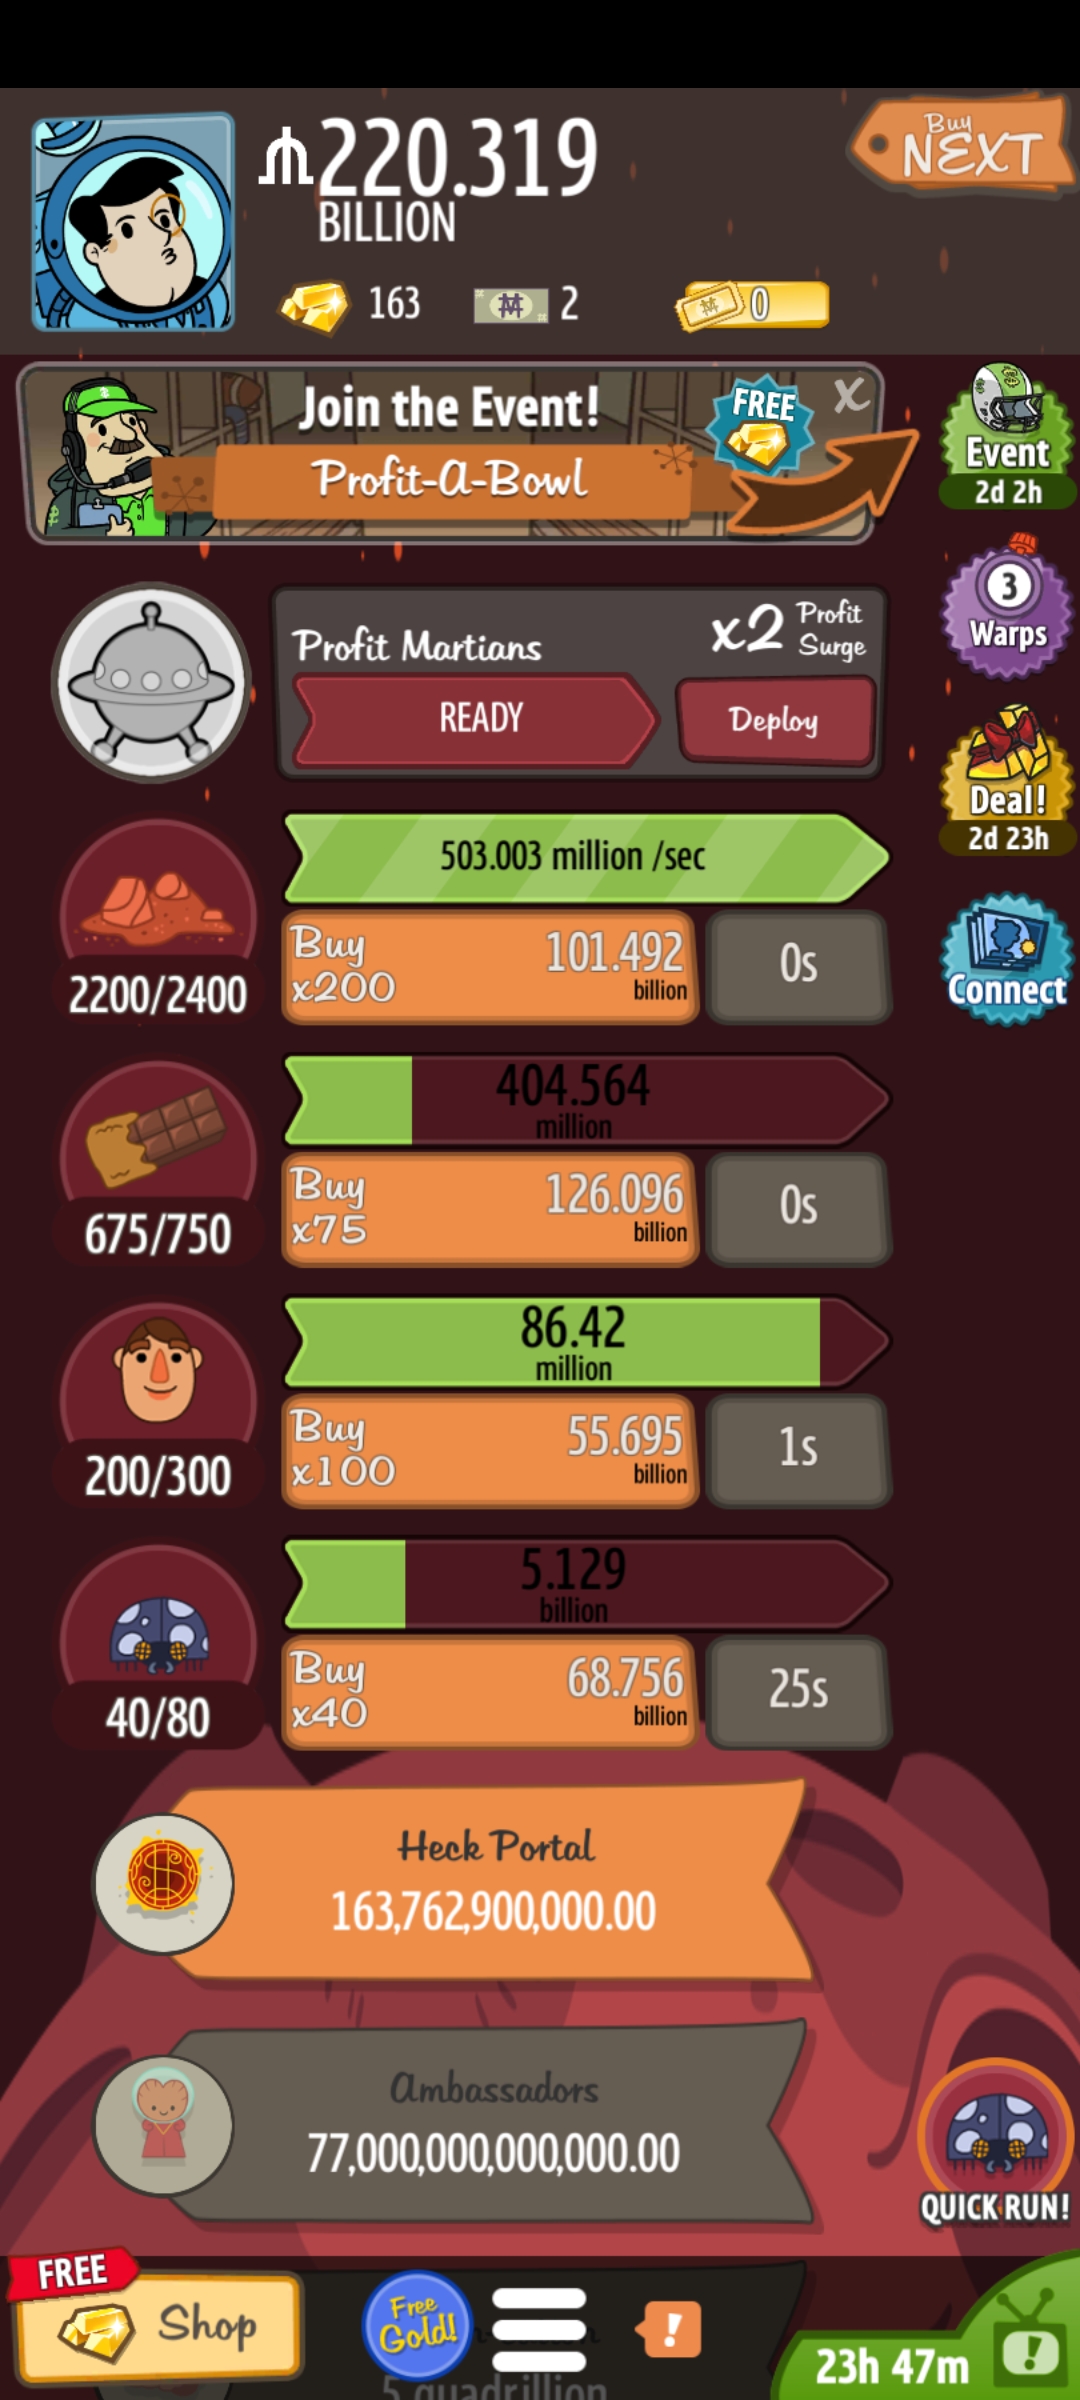 220.319
BILLION
Buy
NEXT
163
2
0
Join the Event!
Profit-A-Bowl
FREE
X
Event
2d 2h
3
Warps
Profit Martians
x2 Profit Surge
READY
Deploy
Deal!
2d 23h
503.003 million /sec
Buy x200
101.492 billion
0s
2200/2400
Connect
404.564
million
Buy x75
126.096 billion
0s
675/750
86.42
million
Buy x100
55.695 billion
1s
200/300
5.129
billion
Buy x40
68.756 billion
25s
40/80
Heck Portal
163,762,900,000.00
Ambassadors
77,000,000,000,000.00
QUICK RUN!
FREE
Shop
Free Gold!
!
5 quadrillion
23h 47m
!